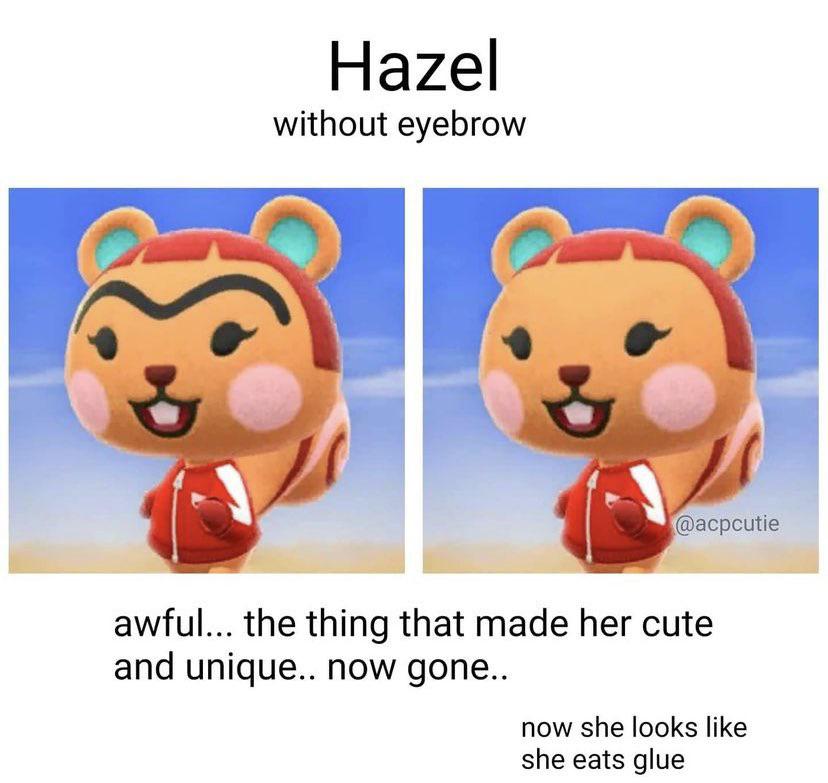 Hazel
without eyebrow
@acpcutie
awful... the thing that made her cute
and unique.. now gone..
now she looks like
she eats glue